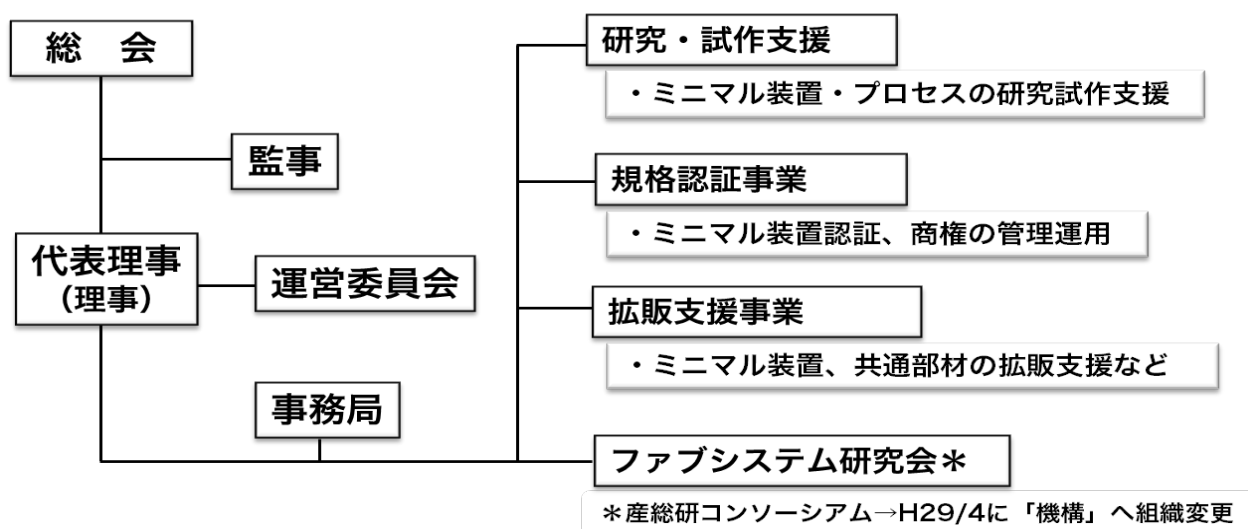 総　会
監事
代表理事
（理事）
運営委員会
事務局
研究・試作支援
・ミニマル装置・プロセスの研究試作支援
規格認証事業
・ミニマル装置認証、商権の管理運用
拡販支援事業
・ミニマル装置、共通部材の拡販支援など
ファブシステム研究会＊
＊産総研コンソーシアム→H29/4に「機構」へ組織変更